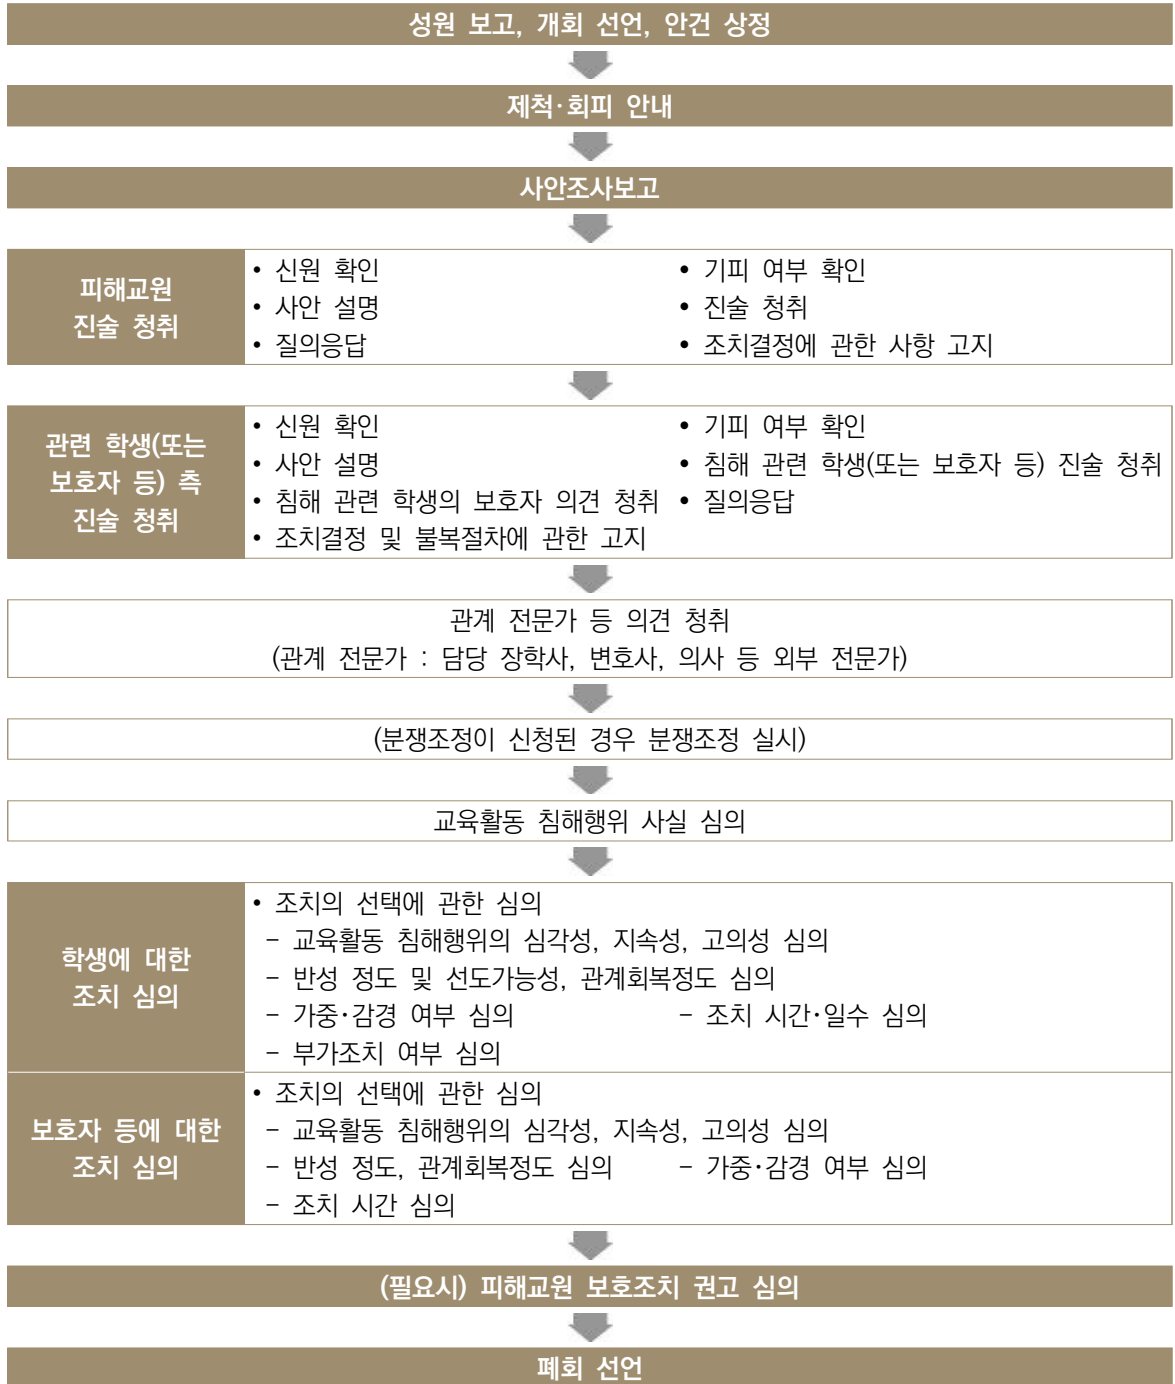 성원 보고, 개회 선언, 안건 상정
제척·회피 안내
사안조사보고
피해교원
진술 청취
• 신원 확인 • 기피 여부 확인
• 사안 설명 • 진술 청취
• 질의응답 • 조치결정에 관한 사항 고지
관련 학생(또는
보호자 등) 측
진술 청취
• 신원 확인 • 기피 여부 확인
• 사안 설명 • 침해 관련 학생(또는 보호자 등) 진술 청취
• 침해 관련 학생의 보호자 의견 청취 • 질의응답
• 조치결정 및 불복절차에 관한 고지
관계 전문가 등 의견 청취
(관계 전문가 : 담당 장학사, 변호사, 의사 등 외부 전문가)
(분쟁조정이 신청된 경우 분쟁조정 실시)
교육활동 침해행위 사실 심의
학생에 대한
조치 심의
• 조치의 선택에 관한 심의
- 교육활동 침해행위의 심각성, 지속성, 고의성 심의
- 반성 정도 및 선도가능성, 관계회복정도 심의
- 가중·감경 여부 심의 - 조치 시간·일수 심의
- 부가조치 여부 심의
보호자 등에 대한
조치 심의
• 조치의 선택에 관한 심의
- 교육활동 침해행위의 심각성, 지속성, 고의성 심의
- 반성 정도, 관계회복정도 심의 - 가중·감경 여부 심의
- 조치 시간 심의
(필요시) 피해교원 보호조치 권고 심의
폐회 선언